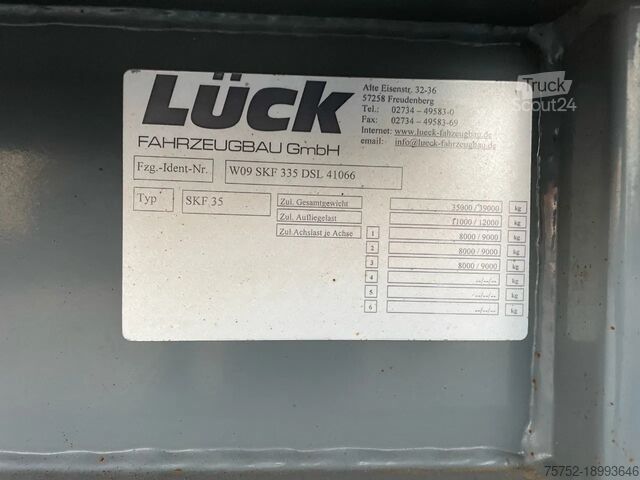 LÜCK
FAHRZEUGBAU GmbH
Alte Eisenstr. 32-36
57258 Freudenberg
Tel.: 02734 – 49583-0
Fax: 02734 – 49583-69
Internet: www.lueck-fahrzeugbau.de
email: info@lueck-fahrzeugbau.de
Truck
Scout24
Fzg.-Ident-Nr. W09 SKF 335 DSL 41066
Typ SKF 35
Zul. Gesamtgewicht 35000 / 39000 kg
Zul. Aufliegelast 11000 / 12000 kg
Zul.Achslast je Achse 1 8000 / 9000 kg
2 8000 / 9000 kg
3 8000 / 9000 kg
4 --/--/-- kg
5 --/--/-- kg
6 --/--/-- kg
75752-18993646